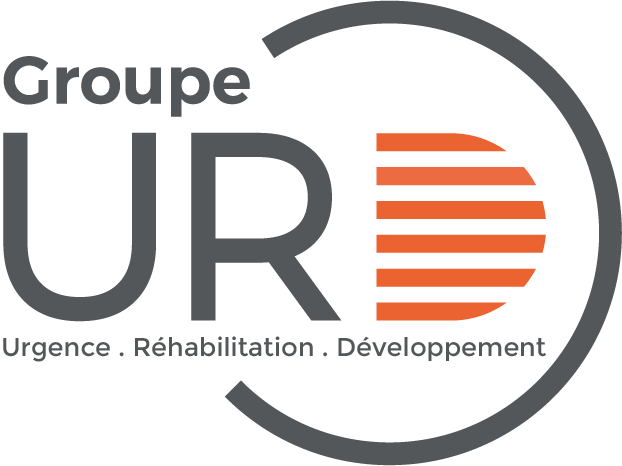 Groupe
URD
Urgence . Réhabilitation . Développement